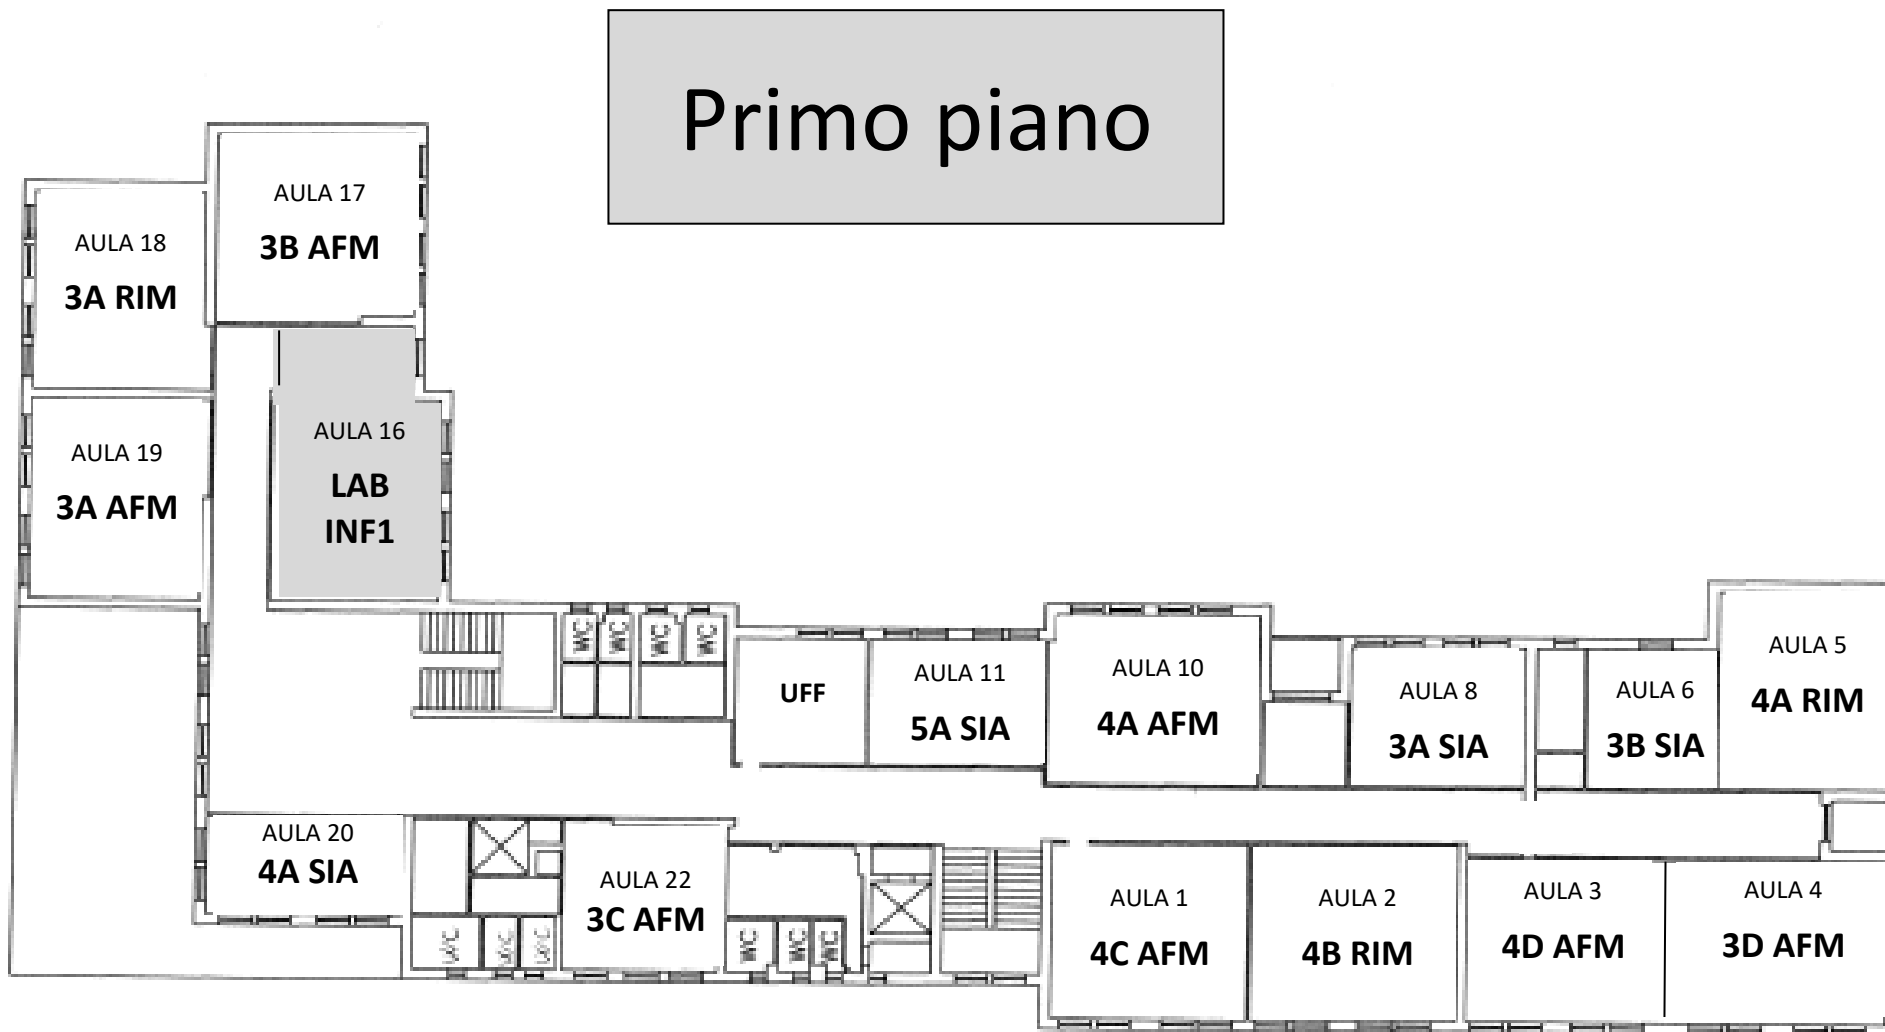 Primo piano
AULA 17
3B AFM
AULA 18
3A RIM
AULA 16
LAB
INF1
AULA 19
3A AFM
WC
WC
WC
WC
UFF
AULA 11
5A SIA
AULA 10
4A AFM
AULA 8
3A SIA
AULA 6
3B SIA
AULA 5
4A RIM
AULA 20
4A SIA
WC
WC
WC
AULA 22
3C AFM
WC
WC
WC
AULA 1
4C AFM
AULA 2
4B RIM
AULA 3
4D AFM
AULA 4
3D AFM